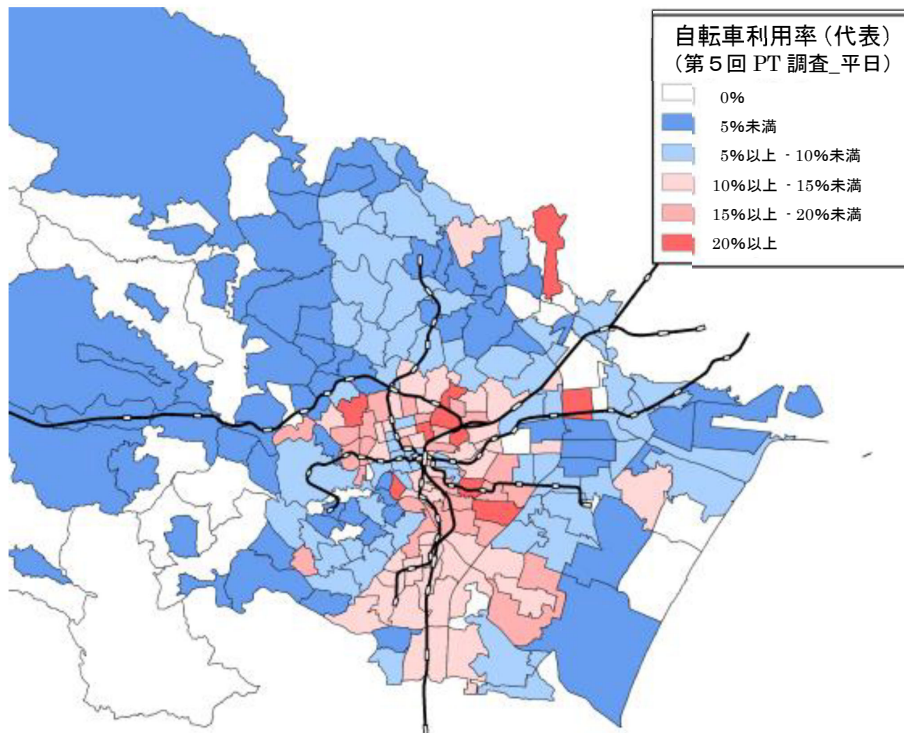 自転車利用率(代表)
(第5回 PT 調査_平日)
0%
5%未満
5%以上 - 10%未満
10%以上 - 15%未満
15%以上 - 20%未満
20%以上